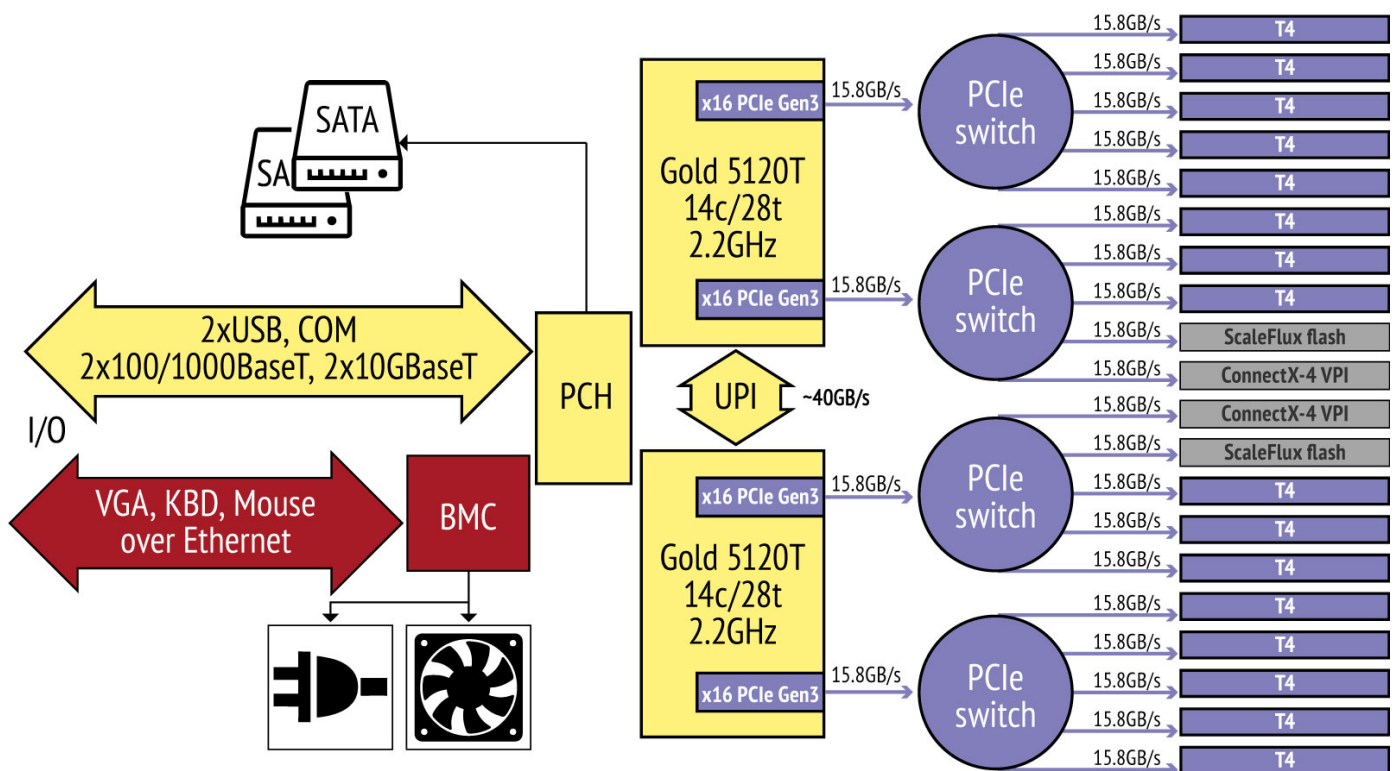 SATA
SA
2xUSB, COM
2x100/1000BaseT, 2x10GBaseT
I/O
VGA, KBD, Mouse
over Ethernet
BMC
PCH
x16 PCIe Gen3
Gold 5120T
14c/28t
2.2GHz
x16 PCIe Gen3
UPI
~40GB/s
x16 PCIe Gen3
Gold 5120T
14c/28t
2.2GHz
x16 PCIe Gen3
15.8GB/s
15.8GB/s
15.8GB/s
15.8GB/s
PCIe
switch
PCIe
switch
PCIe
switch
PCIe
switch
15.8GB/s T4
15.8GB/s T4
15.8GB/s T4
15.8GB/s T4
15.8GB/s T4
15.8GB/s T4
15.8GB/s T4
15.8GB/s T4
15.8GB/s ScaleFlux flash
15.8GB/s ConnectX-4 VPI
15.8GB/s ConnectX-4 VPI
15.8GB/s ScaleFlux flash
15.8GB/s T4
15.8GB/s T4
15.8GB/s T4
15.8GB/s T4
15.8GB/s T4
15.8GB/s T4
15.8GB/s T4
15.8GB/s T4